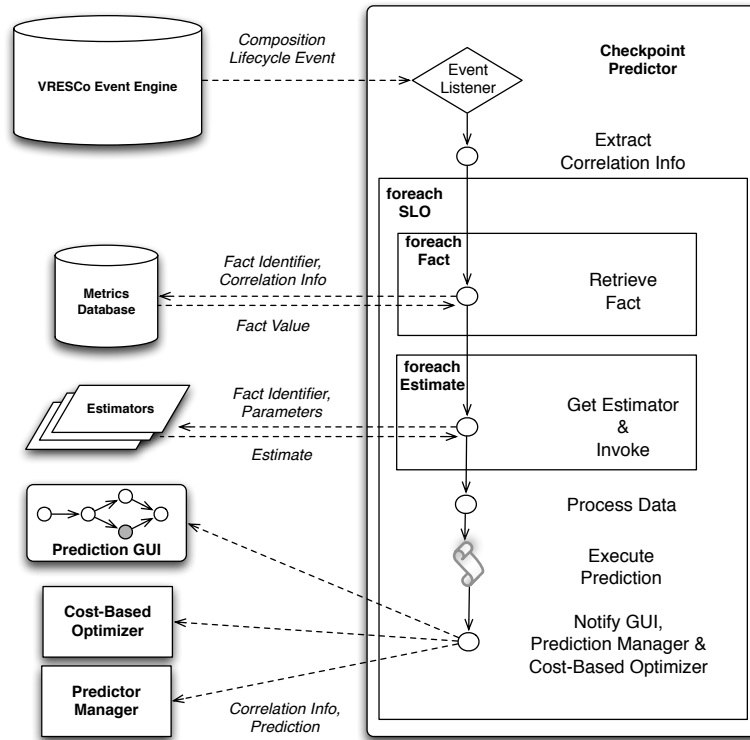 Composition
Lifecycle Event
VRESCo Event Engine
Checkpoint
Predictor
Event
Listener
Extract
Correlation Info
foreach
SLO
foreach
Fact
Fact Identifier,
Correlation Info
Metrics
Database
Fact Value
Retrieve
Fact
foreach
Estimate
Fact Identifier,
Parameters
Estimators
Estimate
Get Estimator
&
Invoke
Process Data
Prediction GUI
Execute
Prediction
Cost-Based
Optimizer
Notify GUI,
Prediction Manager &
Cost-Based Optimizer
Predictor
Manager
Correlation Info,
Prediction